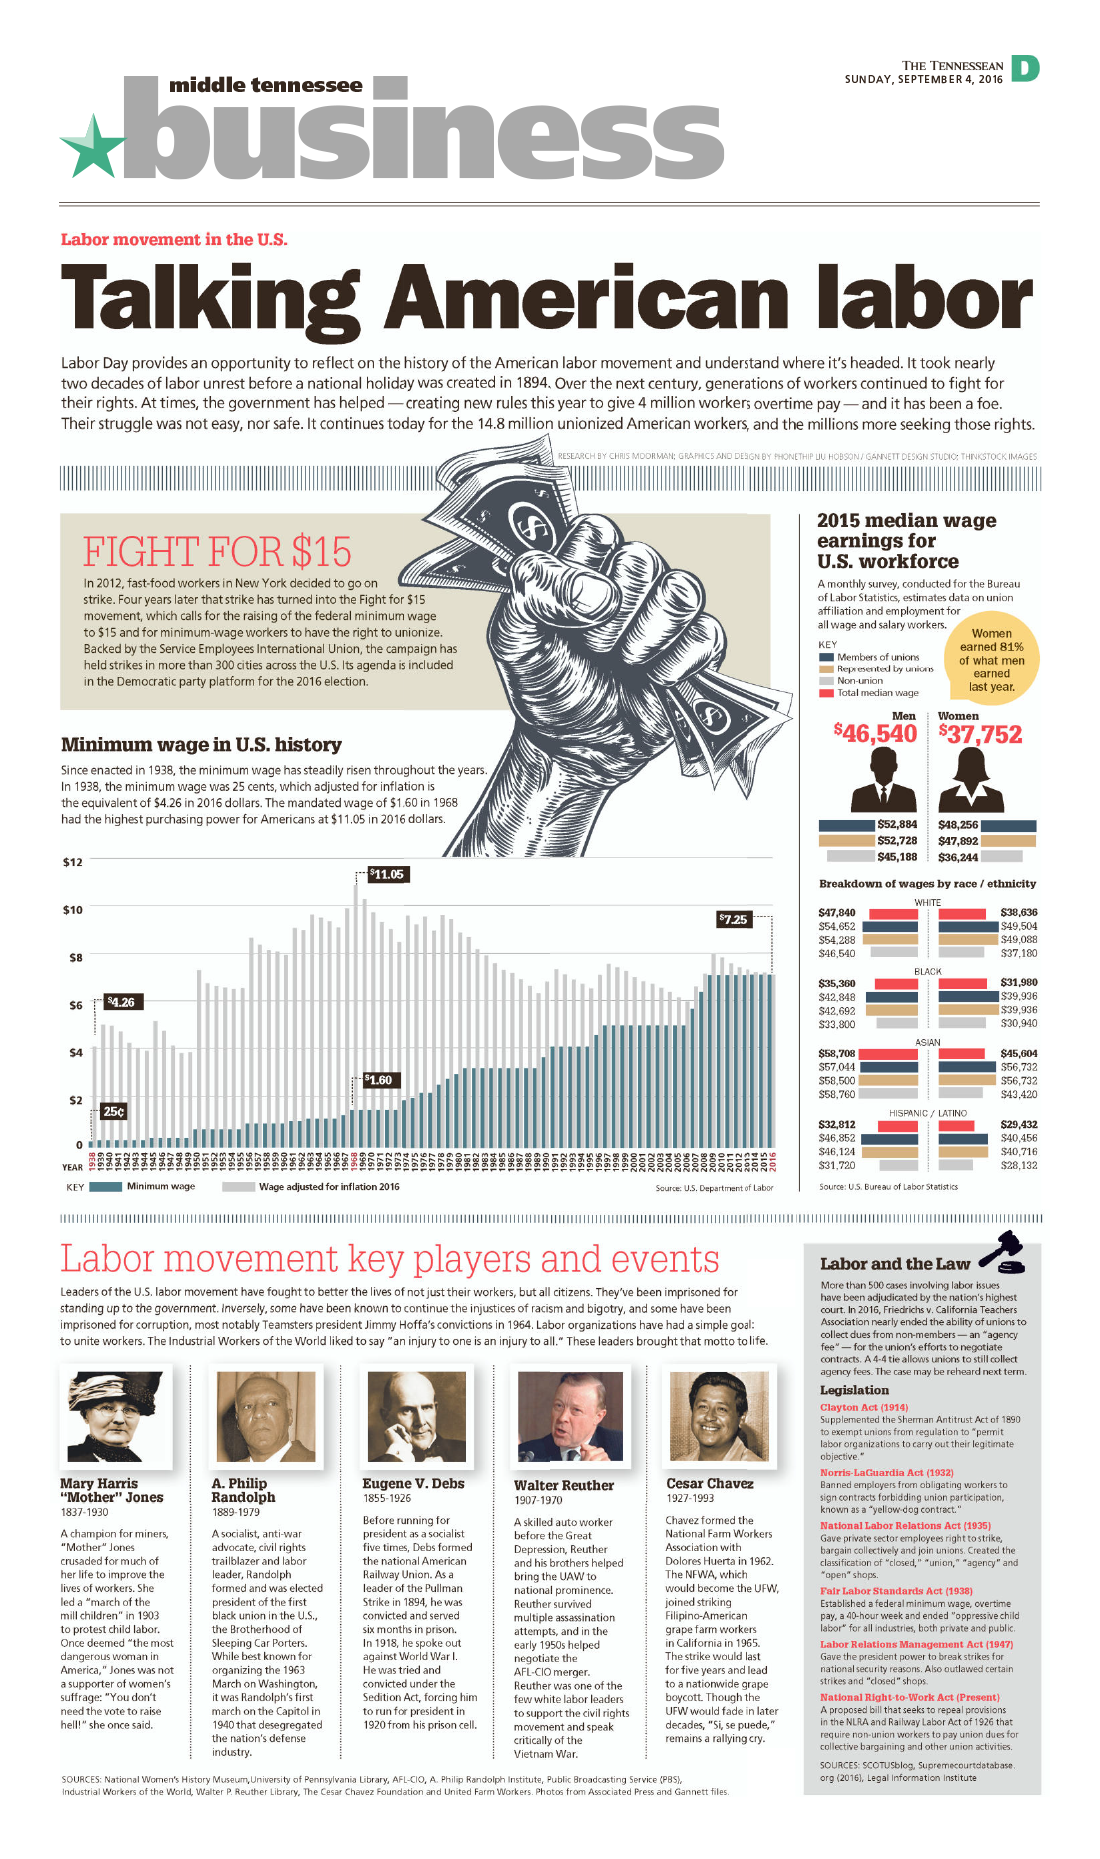 THE TENNESSEAN D
SUNDAY, SEPTEMBER 4, 2016
middle tennessee
business
Labor movement in the U.S.
Talking American labor
Labor Day provides an opportunity to reflect on the history of the American labor movement and understand where it's headed. It took nearly
two decades of labor unrest before a national holiday was created in 1894. Over the next century, generations of workers continued to fight for
their rights. At times, the government has helped — creating new rules this year to give 4 million workers overtime pay — and it has been a foe.
Their struggle was not easy, nor safe. It continues today for the 14.8 million unionized American workers, and the millions more seeking those rights.
RESEARCH BY CHRIS MOORMAN; GRAPHICS AND DESIGN BY PHONETHIP LIU HOBSON / GANNETT DESIGN STUDIO; THINKSTOCK IMAGES
FIGHT FOR $15
In 2012, fast-food workers in New York decided to go on
strike. Four years later that strike has turned into the Fight for $15
movement, which calls for the raising of the federal minimum wage
to $15 and for minimum-wage workers to have the right to unionize.
Backed by the Service Employees International Union, the campaign has
held strikes in more than 300 cities across the U.S. Its agenda is included
in the Democratic party platform for the 2016 election.
Minimum wage in U.S. history
Since enacted in 1938, the minimum wage has steadily risen throughout the years.
In 1938, the minimum wage was 25 cents, which adjusted for inflation is
the equivalent of $4.26 in 2016 dollars. The mandated wage of $1.60 in 1968
had the highest purchasing power for Americans at $11.05 in 2016 dollars.
$12
$10
$8
$6
$4
$2
0
$11.05
$7.25
$4.26
$1.60
25¢
YEAR 1938 1939 1940 1941 1942 1943 1944 1945 1946 1947 1948 1949 1950 1951 1952 1953 1954 1955 1956 1957 1958 1959 1960 1961 1962 1963 1964 1965 1966 1967 1968 1969 1970 1971 1972 1973 1974 1975 1976 1977 1978 1979 1980 1981 1982 1983 1984 1985 1986 1987 1988 1989 1990 1991 1992 1993 1994 1995 1996 1997 1998 1999 2000 2001 2002 2003 2004 2005 2006 2007 2008 2009 2010 2011 2012 2013 2014 2015 2016
KEY Minimum wage Wage adjusted for inflation 2016
Source: U.S. Department of Labor
2015 median wage
earnings for
U.S. workforce
A monthly survey, conducted for the Bureau
of Labor Statistics, estimates data on union
affiliation and employment for
all wage and salary workers.
KEY
Members of unions
Represented by unions
Non-union
Total median wage
Women
earned 81%
of what men
earned
last year.
Men Women
$46,540 $37,752
$52,884 $48,256
$52,728 $47,892
$45,188 $36,244
Breakdown of wages by race / ethnicity
WHITE
$47,840 $38,636
$54,652 $49,504
$54,288 $49,088
$46,540 $37,180
BLACK
$35,360 $31,980
$42,848 $39,936
$42,692 $39,936
$33,800 $30,940
ASIAN
$58,708 $45,604
$57,044 $56,732
$58,500 $56,732
$58,760 $43,420
HISPANIC / LATINO
$32,812 $29,432
$46,852 $40,456
$46,124 $40,716
$31,720 $28,132
Source: U.S. Bureau of Labor Statistics
Labor movement key players and events
Leaders of the U.S. labor movement have fought to better the lives of not just their workers, but all citizens. They've been imprisoned for
standing up to the government. Inversely, some have been known to continue the injustices of racism and bigotry, and some have been
imprisoned for corruption, most notably Teamsters president Jimmy Hoffa's convictions in 1964. Labor organizations have had a simple goal:
to unite workers. The Industrial Workers of the World liked to say "an injury to one is an injury to all." These leaders brought that motto to life.
Mary Harris
"Mother" Jones
1837-1930
A champion for miners,
"Mother" Jones
crusaded for much of
her life to improve the
lives of workers. She
led a "march of the
mill children" in 1903
to protest child labor.
Once deemed "the most
dangerous woman in
America," Jones was not
a supporter of women's
suffrage: "You don't
need the vote to raise
hell!" she once said.
A. Philip
Randolph
1889-1979
A socialist, anti-war
advocate, civil rights
trailblazer and labor
leader, Randolph
formed and was elected
president of the first
black union in the U.S.,
the Brotherhood of
Sleeping Car Porters.
While best known for
organizing the 1963
March on Washington,
it was Randolph's first
march on the Capitol in
1940 that desegregated
the nation's defense
industry.
Eugene V. Debs
1855-1926
Before running for
president as a socialist
five times, Debs formed
the national American
Railway Union. As a
leader of the Pullman
Strike in 1894, he was
convicted and served
six months in prison.
In 1918, he spoke out
against World War I.
He was tried and
convicted under the
Sedition Act, forcing him
to run for president in
1920 from his prison cell.
Walter Reuther
1907-1970
A skilled auto worker
before the Great
Depression, Reuther
and his brothers helped
bring the UAW to
national prominence.
Reuther survived
multiple assassination
attempts, and in the
early 1950s helped
negotiate the
AFL-CIO merger.
Reuther was one of the
few white labor leaders
to support the civil rights
movement and speak
critically of the
Vietnam War.
Cesar Chavez
1927-1993
Chavez formed the
National Farm Workers
Association with
Dolores Huerta in 1962.
The NFWA, which
would become the UFW,
joined striking
Filipino-American
grape farm workers
in California in 1965.
The strike would last
for five years and lead
to a nationwide grape
boycott. Though the
UFW would fade in later
decades, "Si, se puede,"
remains a rallying cry.
SOURCES: National Women's History Museum,University of Pennsylvania Library, AFL-CIO, A. Philip Randolph Institute, Public Broadcasting Service (PBS),
Industrial Workers of the World, Walter P. Reuther Library, The Cesar Chavez Foundation and United Farm Workers. Photos from Associated Press and Gannett files.
Labor and the Law
More than 500 cases involving labor issues
have been adjudicated by the nation's highest
court. In 2016, Friedrichs v. California Teachers
Association nearly ended the ability of unions to
collect dues from non-members — an "agency
fee" — for the union's efforts to negotiate
contracts. A 4-4 tie allows unions to still collect
agency fees. The case may be reheard next term.
Legislation
Clayton Act (1914)
Supplemented the Sherman Antitrust Act of 1890
to exempt unions from regulation to "permit
labor organizations to carry out their legitimate
objective."
Norris-LaGuardia Act (1932)
Banned employers from obligating workers to
sign contracts forbidding union participation,
known as a "yellow-dog contract."
National Labor Relations Act (1935)
Gave private sector employees right to strike,
bargain collectively and join unions. Created the
classification of "closed," "union," "agency" and
"open" shops.
Fair Labor Standards Act (1938)
Established a federal minimum wage, overtime
pay, a 40-hour week and ended "oppressive child
labor" for all industries, both private and public.
Labor Relations Management Act (1947)
Gave the president power to break strikes for
national security reasons. Also outlawed certain
strikes and "closed" shops.
National Right-to-Work Act (Present)
A proposed bill that seeks to repeal provisions
in the NLRA and Railway Labor Act of 1926 that
require non-union workers to pay union dues for
collective bargaining and other union activities.
SOURCES: SCOTUSblog, Supremecourtdatabase.
org (2016), Legal Information Institute